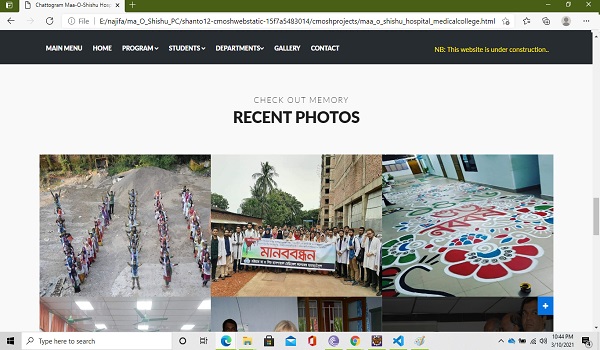 Chattogram Maa-O-Shishu Hosp
File
E:/najifa/ma_O_Shishu_PC/shanto12-cmoshwebstatic-15f7a5483014/cmoshprojects/maa_o_shishu_hospital_medicalcollege.html
MAIN MENU HOME PROGRAM STUDENTS DEPARTMENTS GALLERY CONTACT
NB: This website is under construction..
CHECK OUT MEMORY
RECENT PHOTOS
মানববন্ধন
শুভ
নববর্ষ
Type here to search
10:44 PM
3/10/2021
4